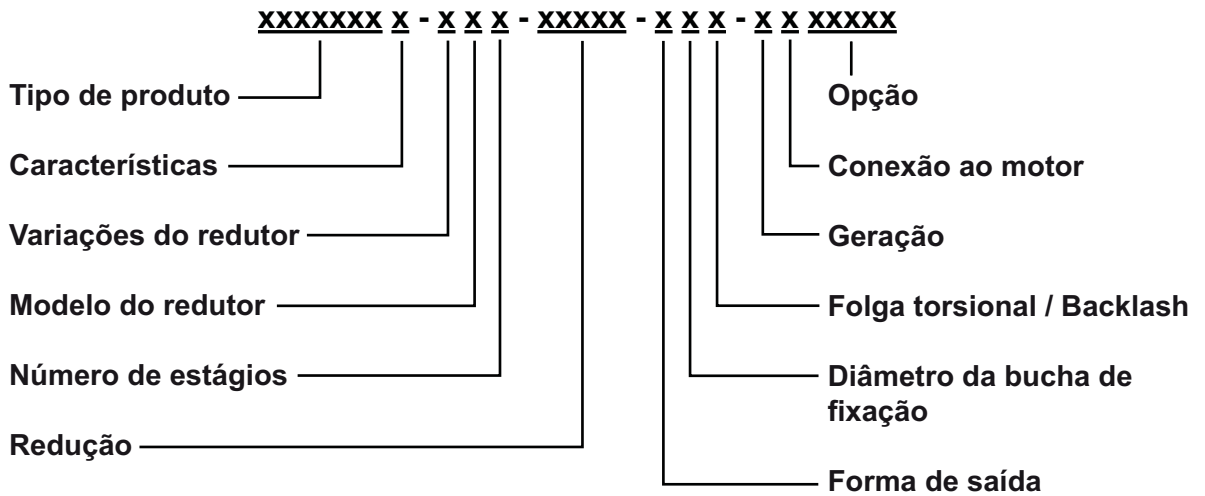 xxxxxxx x - x x x - xxxxx - x x x - x x xxxxx
Tipo de produto
Características
Variações do redutor
Modelo do redutor
Número de estágios
Redução
Opção
Conexão ao motor
Geração
Folga torsional / Backlash
Diâmetro da bucha de
fixação
Forma de saída